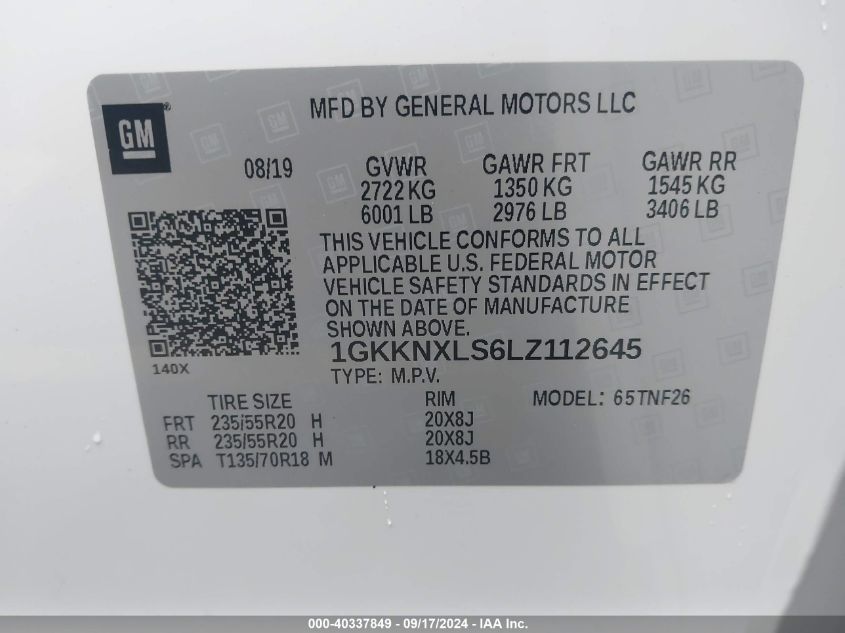 GM®
MFD BY GENERAL MOTORS LLC
08/19
GVWR GAWR FRT GAWR RR
2722 KG 1350 KG 1545 KG
6001 LB 2976 LB 3406 LB
THIS VEHICLE CONFORMS TO ALL
APPLICABLE U.S. FEDERAL MOTOR
VEHICLE SAFETY STANDARDS IN EFFECT
ON THE DATE OF MANUFACTURE
SHOWN ABOVE.
1GKKNXLS6LZ112645
140X
TYPE: M.P.V.
TIRE SIZE RIM MODEL: 65TNF26
FRT 235/55R20 H 20X8J
RR 235/55R20 H 20X8J
SPA T135/70R18 M 18X4.5B
000-40337849 - 09/17/2024 - IAA Inc.